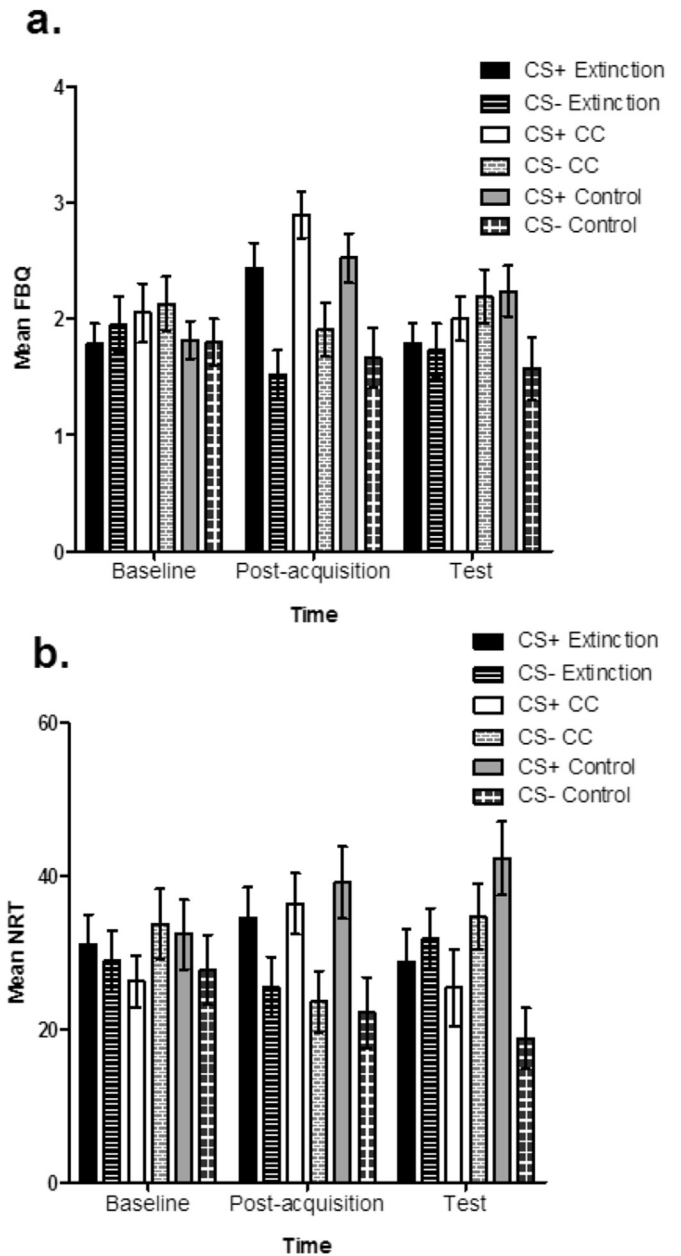 a.
CS+ Extinction
CS- Extinction
CS+ CC
CS- CC
CS+ Control
CS- Control
4
3
2
1
0
Mean FBQ
Baseline Post-acquisition Test
Time
b.
CS+ Extinction
CS- Extinction
CS+ CC
CS- CC
CS+ Control
CS- Control
60
40
20
0
Mean NRT
Baseline Post-acquisition Test
Time